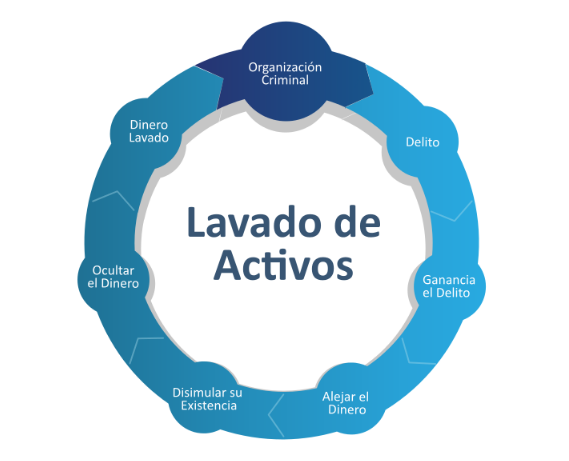 Organización
Criminal
Delito
Ganancia
el Delito
Alejar el
Dinero
Disimular su
Existencia
Ocultar
el Dinero
Dinero
Lavado
Lavado de
Activos